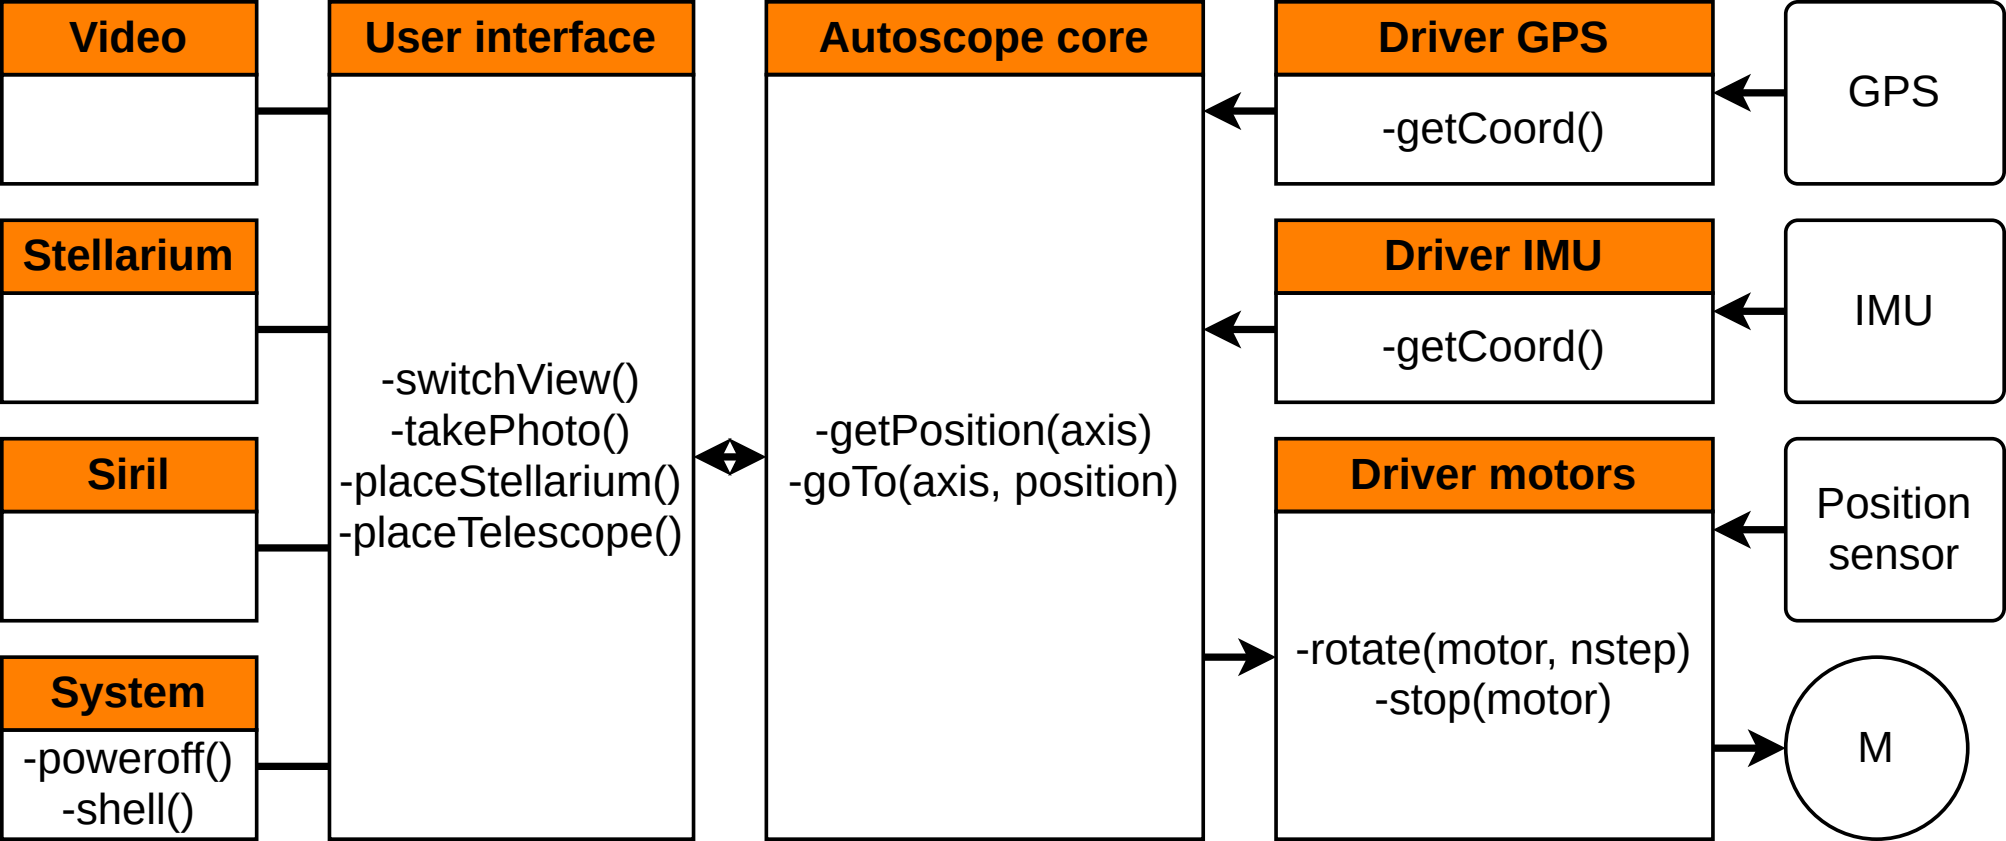 Video
Stellarium
Siril
System
-poweroff()
-shell()
User interface
-switchView()
-takePhoto()
-placeStellarium()
-placeTelescope()
Autoscope core
-getPosition(axis)
-goTo(axis, position)
Driver GPS
-getCoord()
Driver IMU
-getCoord()
Driver motors
-rotate(motor, nstep)
-stop(motor)
GPS
IMU
Position
sensor
M